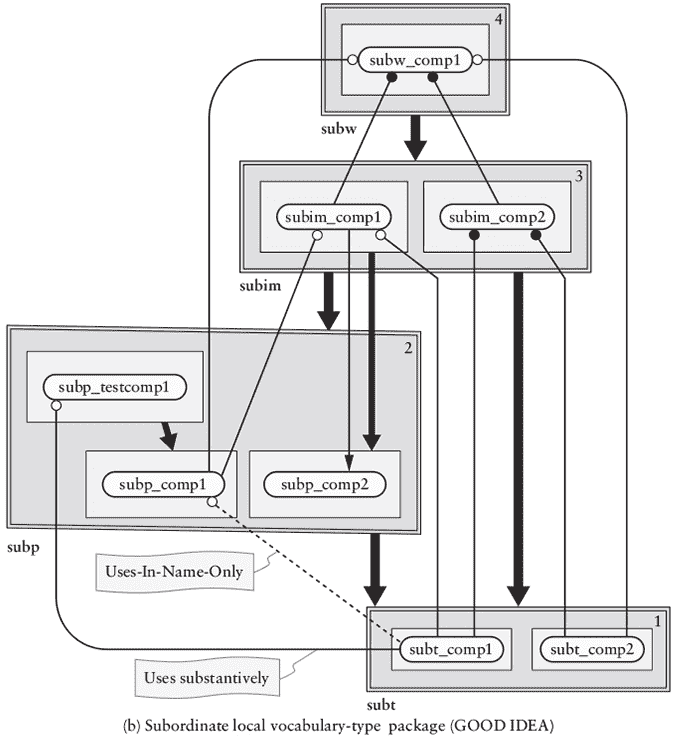 4
subw_comp1
subw
3
subim_comp1
subim_comp2
subim
2
subp_testcomp1
subp_comp1
subp_comp2
subp
Uses-In-Name-Only
1
subt_comp1
subt_comp2
Uses substantively
subt
(b) Subordinate local vocabulary-type package (GOOD IDEA)